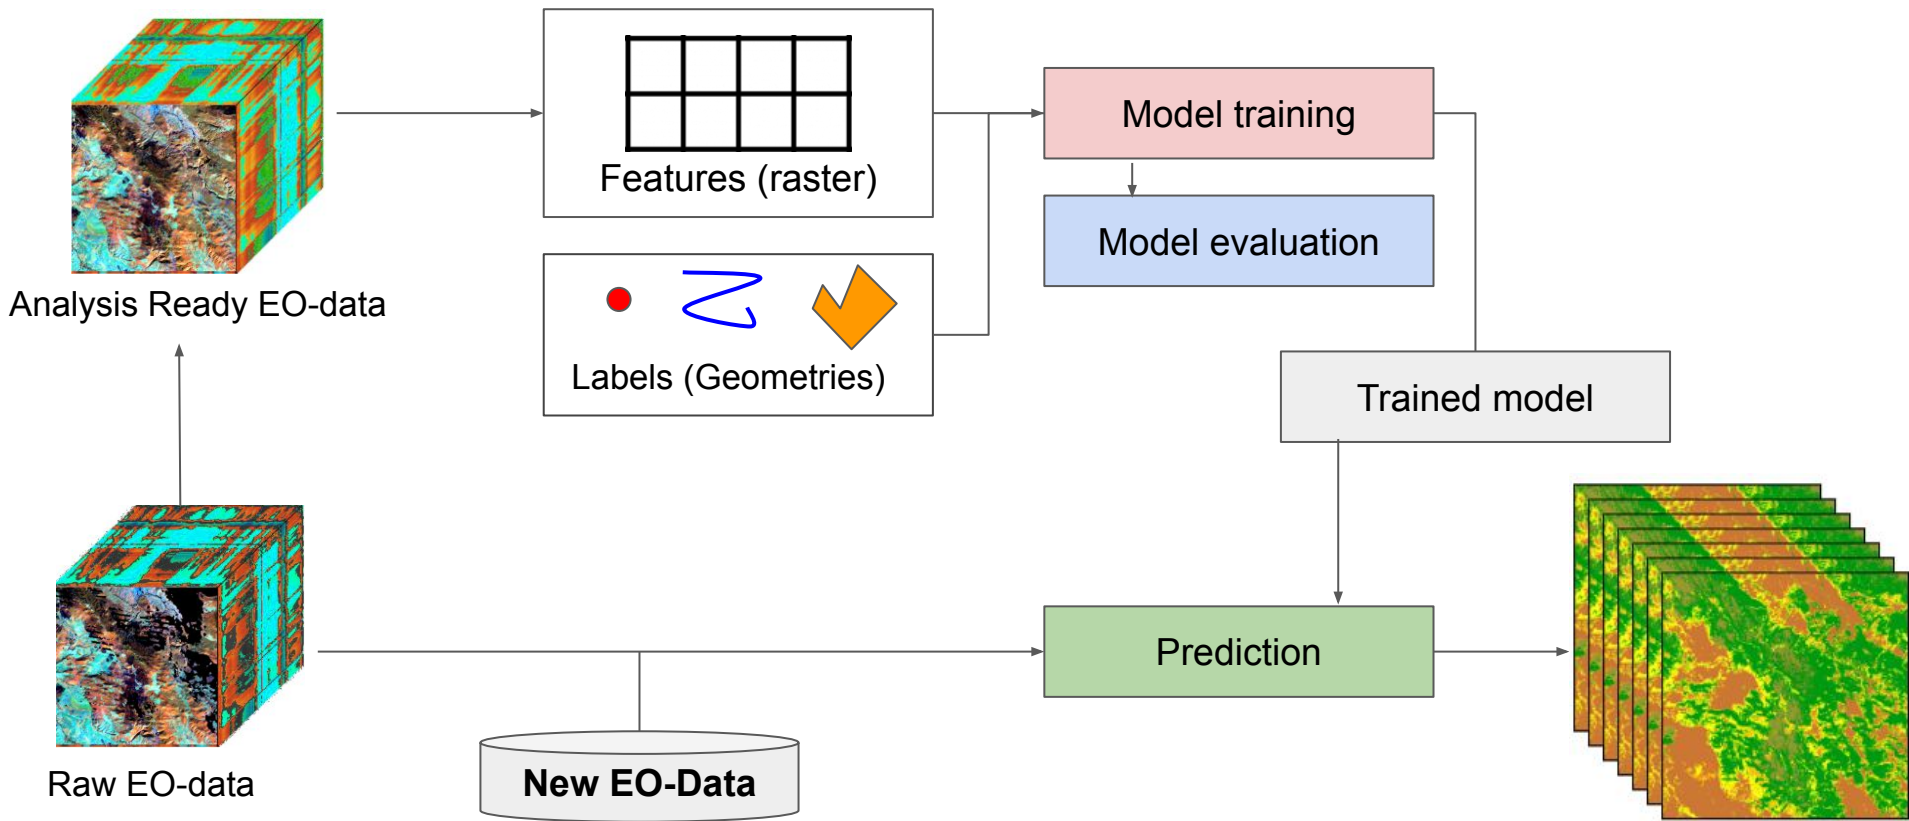 Features (raster)
Model training
Model evaluation
Analysis Ready EO-data
Labels (Geometries)
Trained model
Prediction
Raw EO-data
New EO-Data